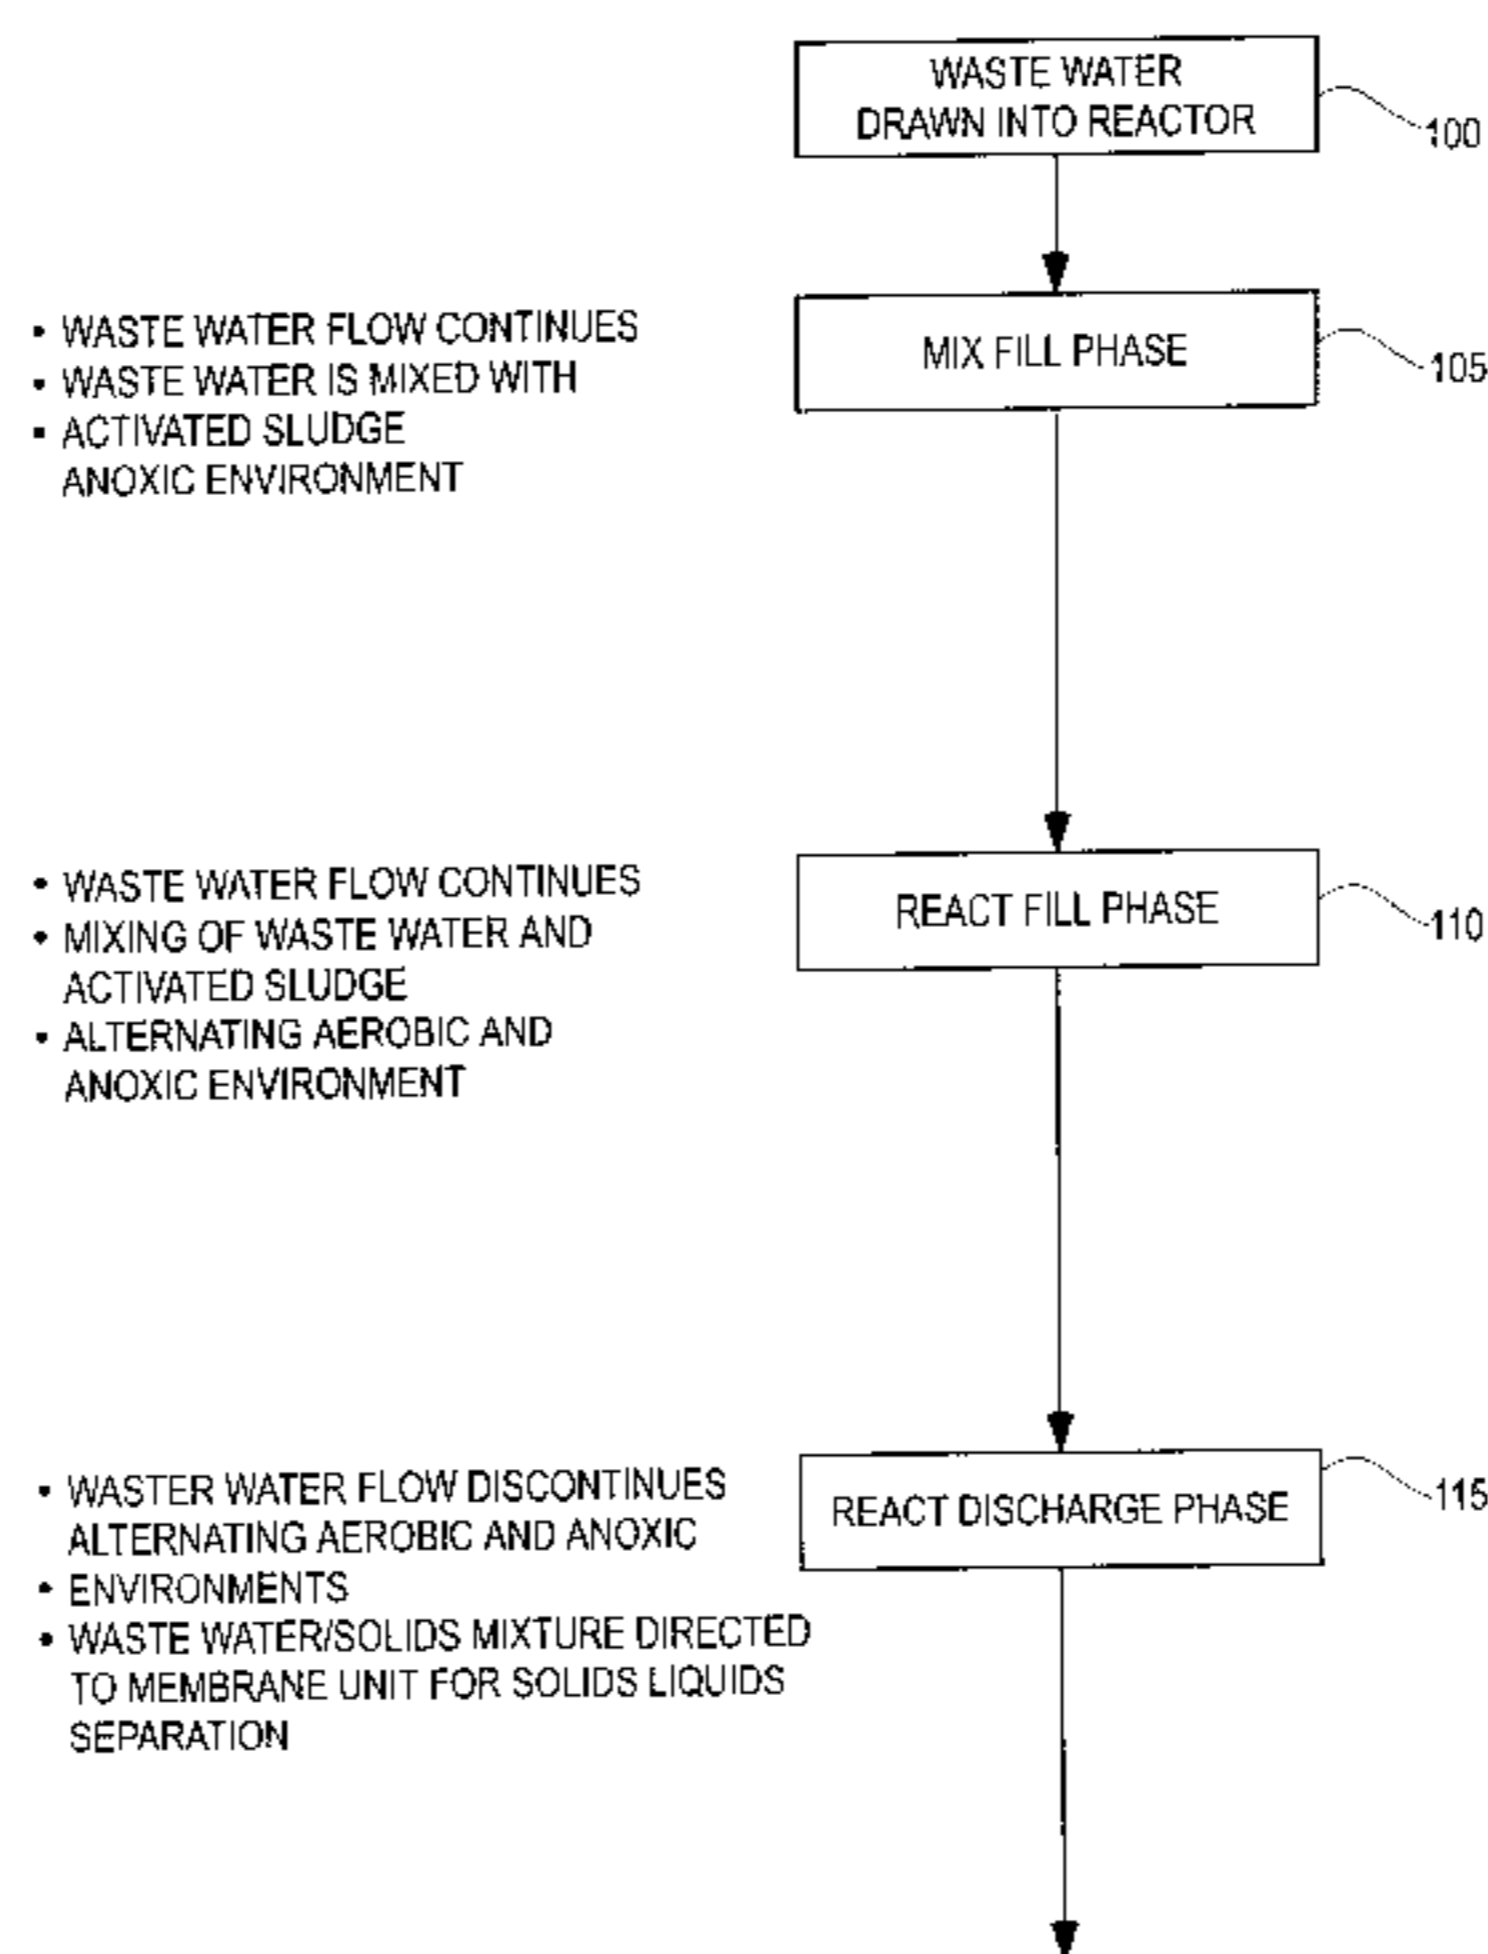 WASTE WATER
DRAWN INTO REACTOR
100
• WASTE WATER FLOW CONTINUES
• WASTE WATER IS MIXED WITH
• ACTIVATED SLUDGE
ANOXIC ENVIRONMENT
MIX FILL PHASE
105
• WASTE WATER FLOW CONTINUES
• MIXING OF WASTE WATER AND
ACTIVATED SLUDGE
• ALTERNATING AEROBIC AND
ANOXIC ENVIRONMENT
REACT FILL PHASE
110
• WASTER WATER FLOW DISCONTINUES
ALTERNATING AEROBIC AND ANOXIC
• ENVIRONMENTS
• WASTE WATER/SOLIDS MIXTURE DIRECTED
TO MEMBRANE UNIT FOR SOLIDS LIQUIDS
SEPARATION
REACT DISCHARGE PHASE
115